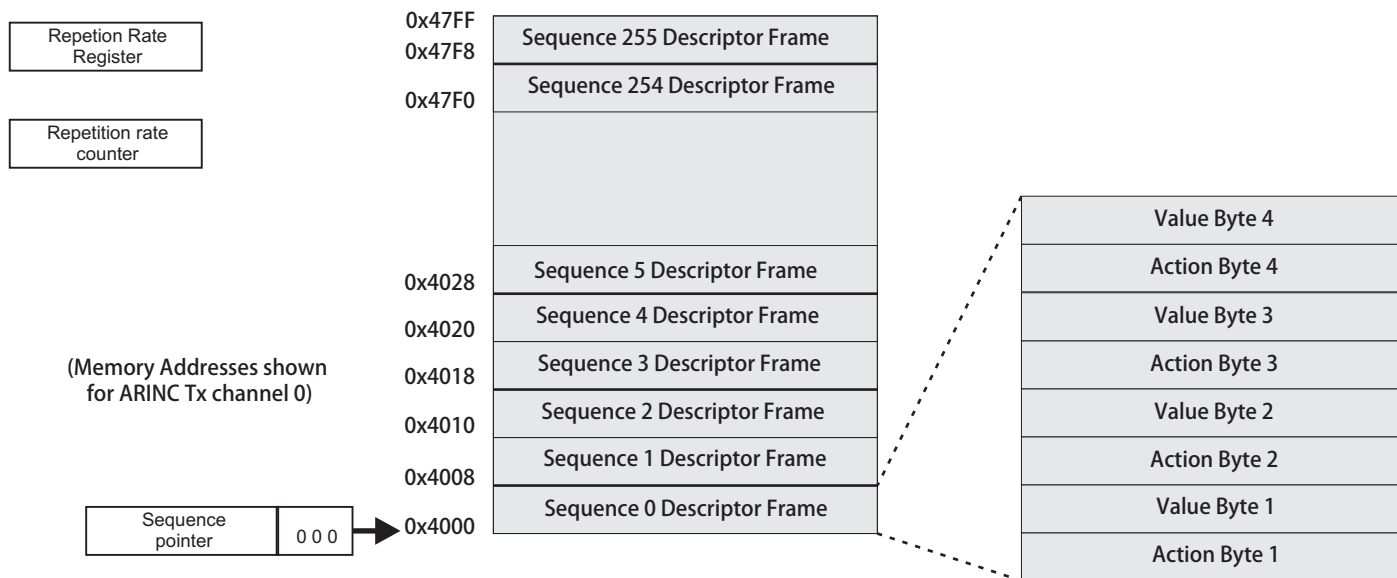 Repetion Rate
Register
Repetition rate
counter
(Memory Addresses shown
for ARINC Tx channel 0)
Sequence
pointer
0 0 0
0x47FF
0x47F8
Sequence 255 Descriptor Frame
0x47F0
Sequence 254 Descriptor Frame
0x4028
Sequence 5 Descriptor Frame
0x4020
Sequence 4 Descriptor Frame
0x4018
Sequence 3 Descriptor Frame
0x4010
Sequence 2 Descriptor Frame
0x4008
Sequence 1 Descriptor Frame
0x4000
Sequence 0 Descriptor Frame
Value Byte 4
Action Byte 4
Value Byte 3
Action Byte 3
Value Byte 2
Action Byte 2
Value Byte 1
Action Byte 1